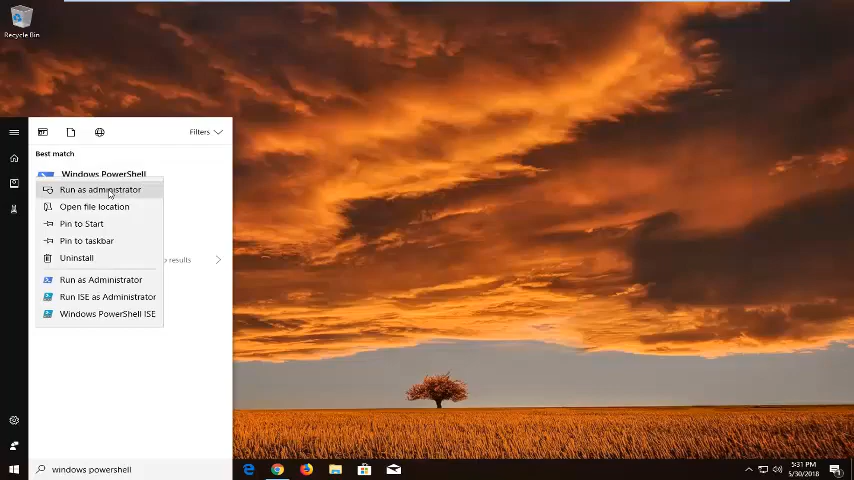 Recycle Bin
Filters
Best match
Windows PowerShell
Run as administrator
Open file location
Pin to Start
Pin to taskbar
Uninstall
results
Run as Administrator
Run ISE as Administrator
Windows PowerShell ISE
windows powershell
5:31 PM
5/30/2018